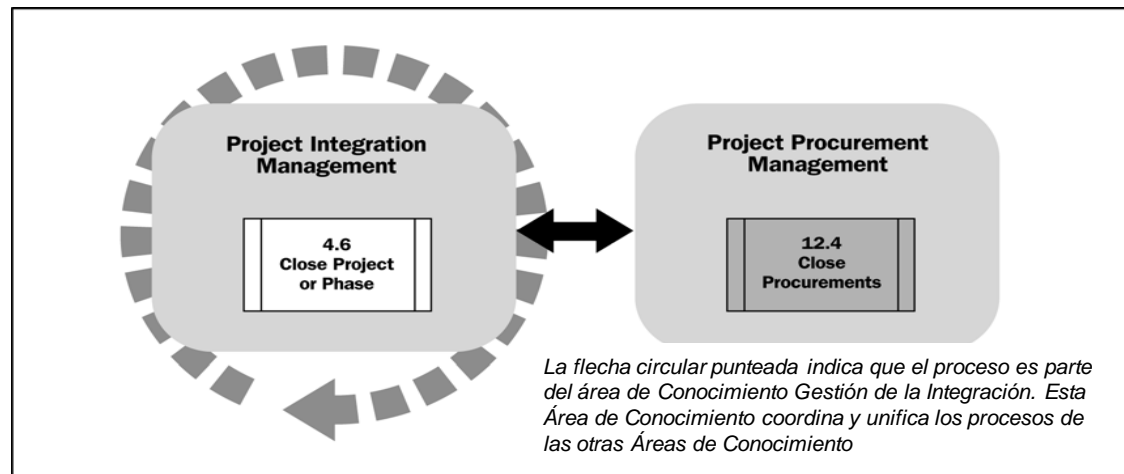 Project Integration
Management
4.6
Close Project
or Phase
Project Procurement
Management
12.4
Close
Procurements
La flecha circular punteada indica que el proceso es parte
del área de Conocimiento Gestión de la Integración. Esta
Área de Conocimiento coordina y unifica los procesos de
las otras Áreas de Conocimiento